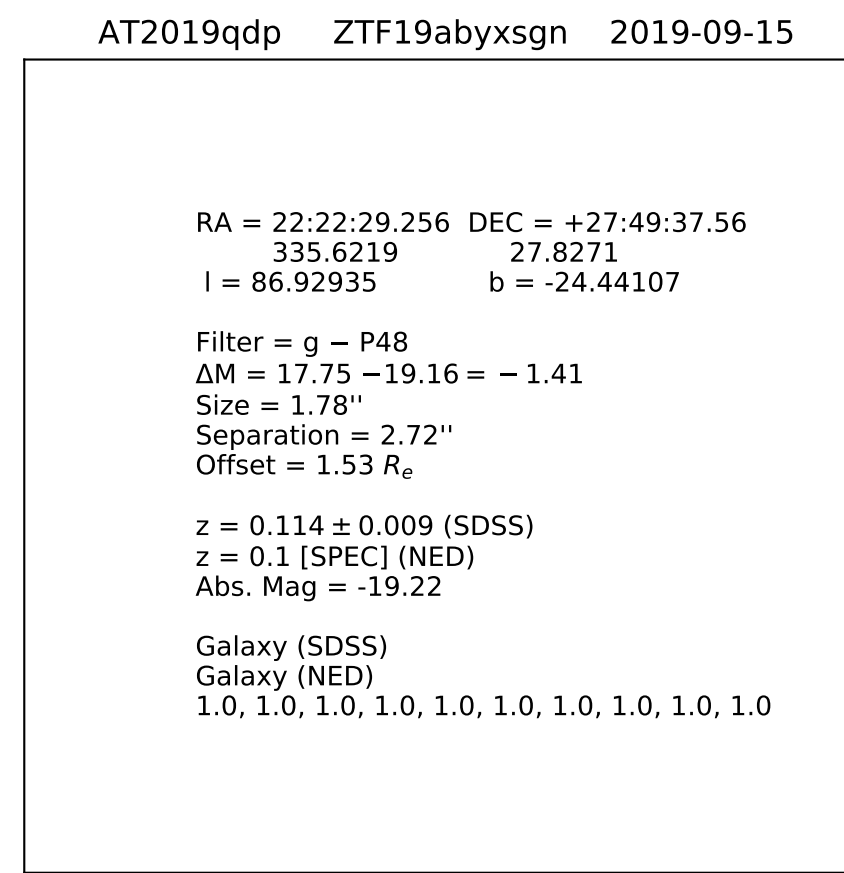 AT2019qdp ZTF19abyxsgn 2019-09-15
RA = 22:22:29.256 DEC = +27:49:37.56
335.6219 27.8271
l = 86.92935 b = -24.44107
Filter = g − P48
ΔM = 17.75 −19.16 = − 1.41
Size = 1.78''
Separation = 2.72''
Offset = 1.53 Rₑ
z = 0.114 ± 0.009 (SDSS)
z = 0.1 [SPEC] (NED)
Abs. Mag = -19.22
Galaxy (SDSS)
Galaxy (NED)
1.0, 1.0, 1.0, 1.0, 1.0, 1.0, 1.0, 1.0, 1.0, 1.0